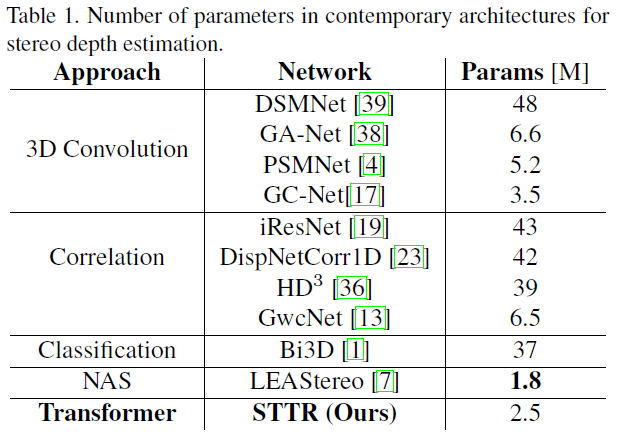 Table 1. Number of parameters in contemporary architectures for
stereo depth estimation.
Approach Network Params [M]
3D Convolution
DSMNet [39] 48
GA-Net [38] 6.6
PSMNet [4] 5.2
GC-Net[17] 3.5
Correlation
iResNet [19] 43
DispNetCorr1D [23] 42
HD³ [36] 39
GwcNet [13] 6.5
Classification Bi3D [1] 37
NAS LEAStereo [7] 1.8
Transformer STTR (Ours) 2.5